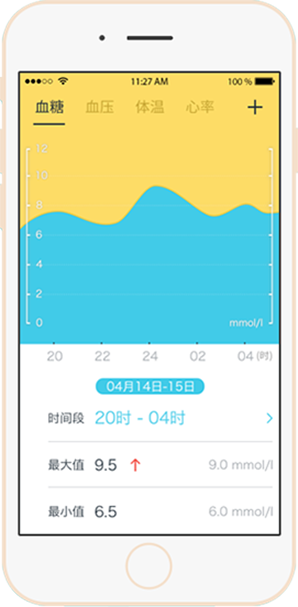 11:27 AM 100 %
血糖 血压 体温 心率 +
12
10
8
6
4
2
0 mmol/l
20 22 24 02 04 (时)
04月14日-15日
时间段 20时 - 04时 >
最大值 9.5 ↑ 9.0 mmol/l
最小值 6.5 6.0 mmol/l